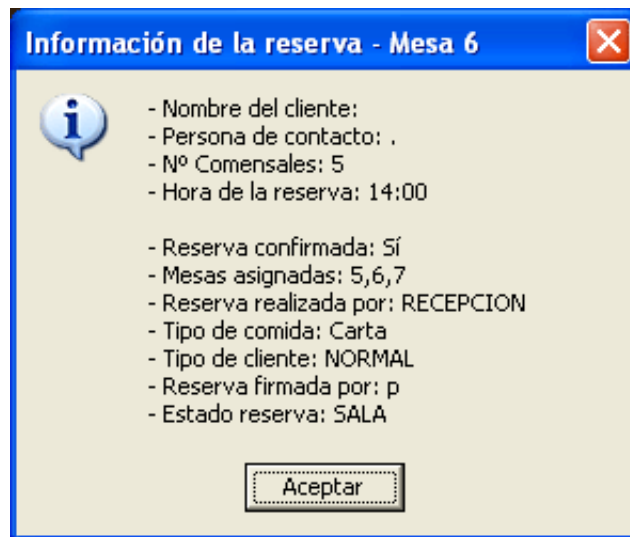 Información de la reserva - Mesa 6
- Nombre del cliente:
- Persona de contacto: .
- Nº Comensales: 5
- Hora de la reserva: 14:00
- Reserva confirmada: Sí
- Mesas asignadas: 5,6,7
- Reserva realizada por: RECEPCION
- Tipo de comida: Carta
- Tipo de cliente: NORMAL
- Reserva firmada por: p
- Estado reserva: SALA
Aceptar